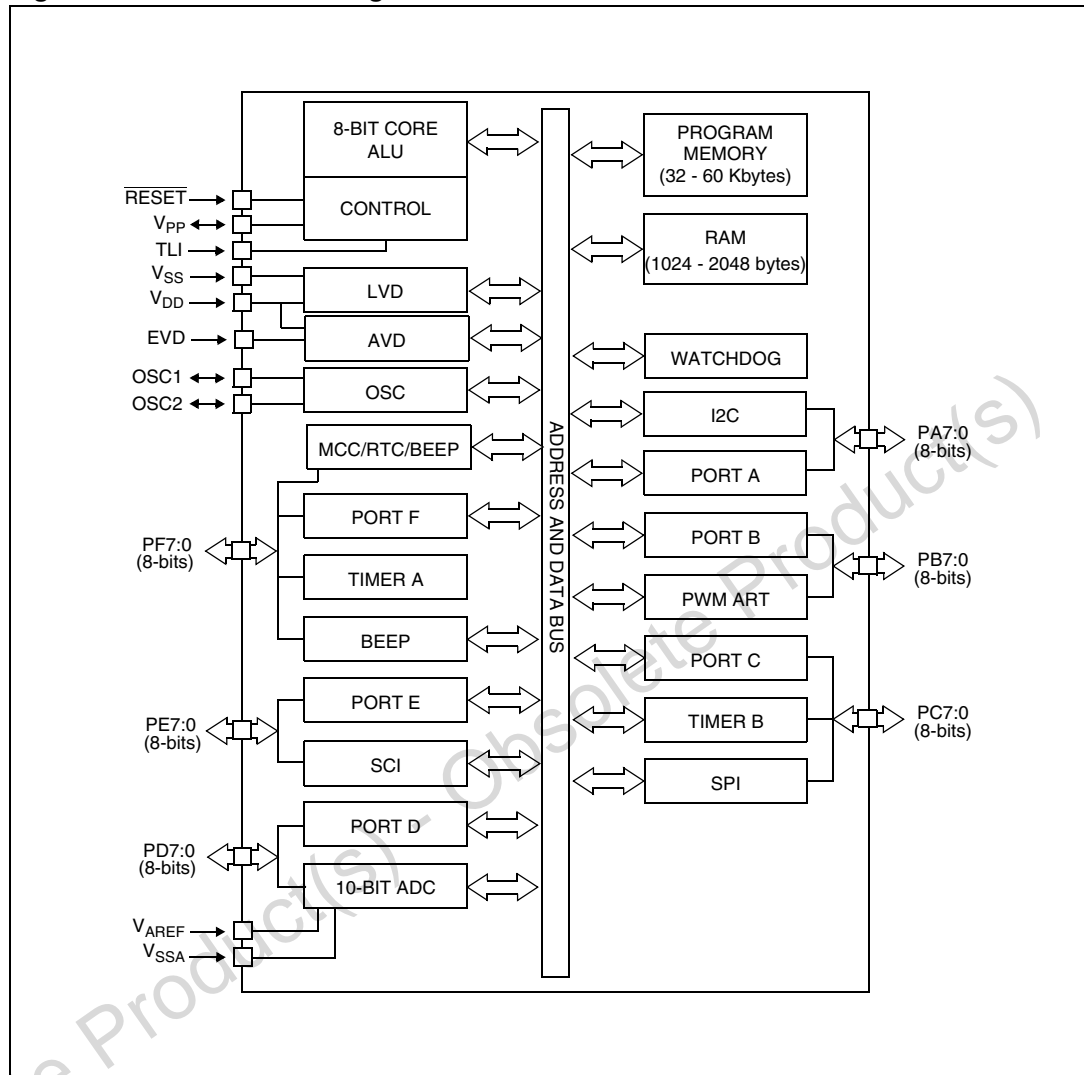 8-BIT CORE
ALU
CONTROL
RESET
VPP
TLI
VSS
VDD
EVD
OSC1
OSC2
LVD
AVD
OSC
MCC/RTC/BEEP
PORT F
TIMER A
BEEP
PF7:0
(8-bits)
PORT E
SCI
PE7:0
(8-bits)
PORT D
10-BIT ADC
PD7:0
(8-bits)
VAREF
VSSA
ADDRESS AND DATA BUS
PROGRAM
MEMORY
(32 - 60 Kbytes)
RAM
(1024 - 2048 bytes)
WATCHDOG
I2C
PORT A
PA7:0
(8-bits)
PORT B
PWM ART
PB7:0
(8-bits)
PORT C
TIMER B
SPI
PC7:0
(8-bits)
e Product(s) - Obsolete Product(s)